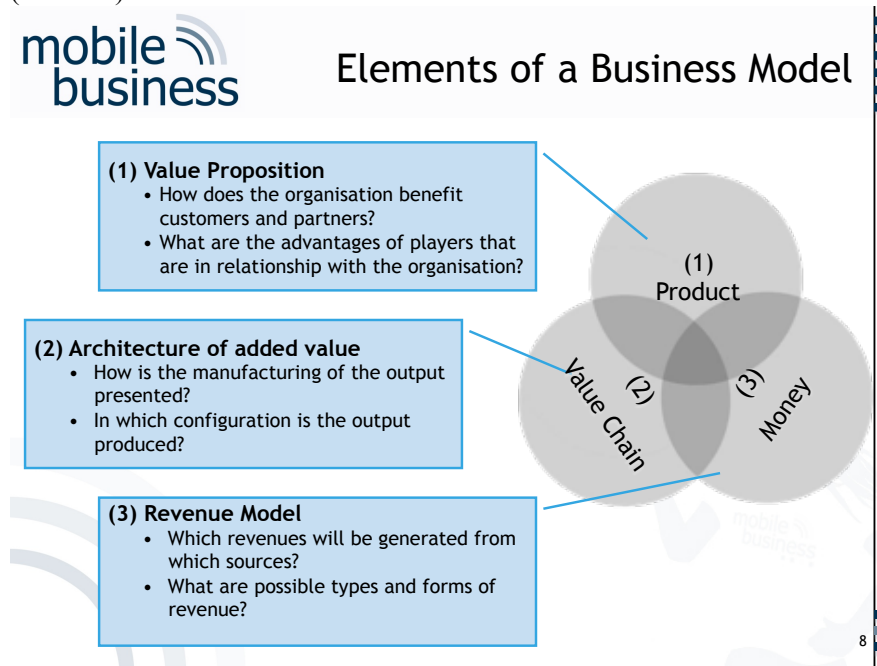 mobile
business
Elements of a Business Model
(1) Value Proposition
• How does the organisation benefit
customers and partners?
• What are the advantages of players that
are in relationship with the organisation?
(2) Architecture of added value
• How is the manufacturing of the output
presented?
• In which configuration is the output
produced?
(3) Revenue Model
• Which revenues will be generated from
which sources?
• What are possible types and forms of
revenue?
(1)
Product
(2)
Value Chain
(3)
Money
mobile
business
8